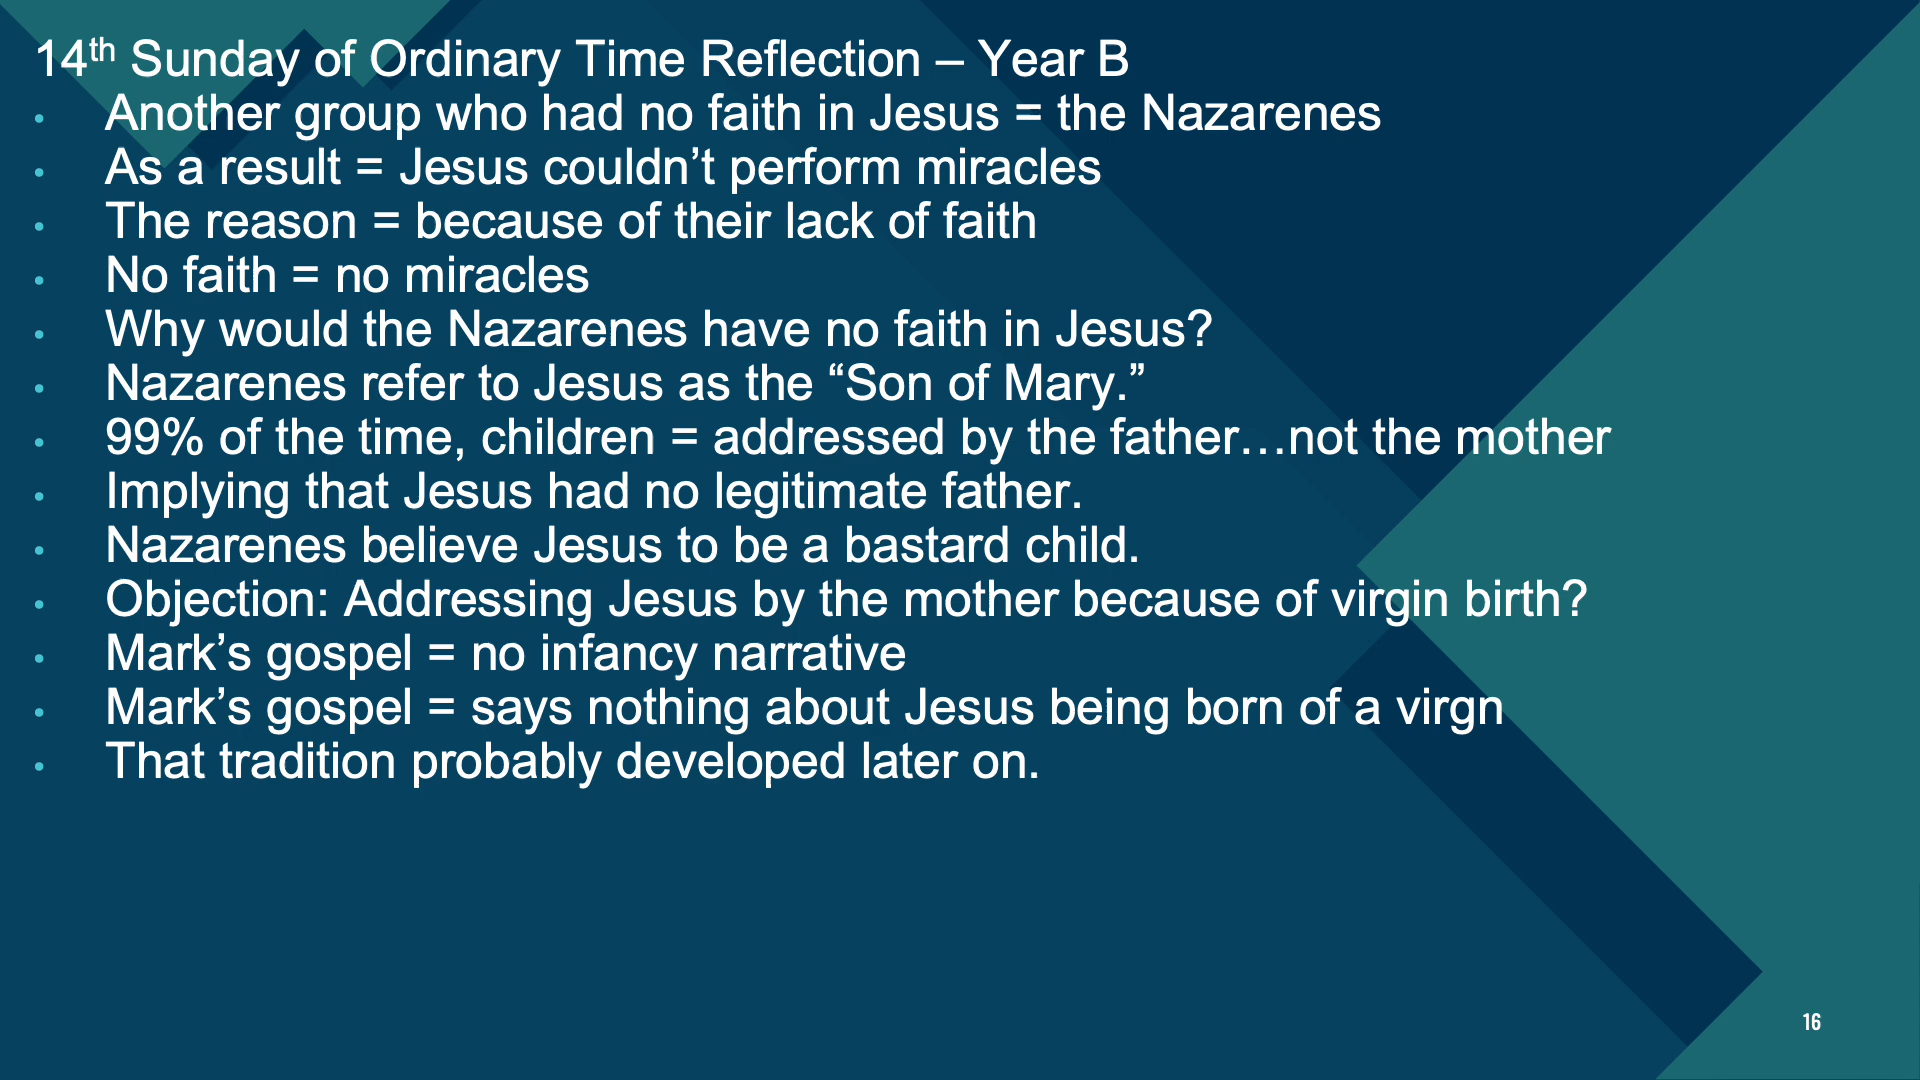 14th Sunday of Ordinary Time Reflection – Year B
• Another group who had no faith in Jesus = the Nazarenes
• As a result = Jesus couldn’t perform miracles
• The reason = because of their lack of faith
• No faith = no miracles
• Why would the Nazarenes have no faith in Jesus?
• Nazarenes refer to Jesus as the “Son of Mary.”
• 99% of the time, children = addressed by the father…not the mother
• Implying that Jesus had no legitimate father.
• Nazarenes believe Jesus to be a bastard child.
• Objection: Addressing Jesus by the mother because of virgin birth?
• Mark’s gospel = no infancy narrative
• Mark’s gospel = says nothing about Jesus being born of a virgn
• That tradition probably developed later on.
16